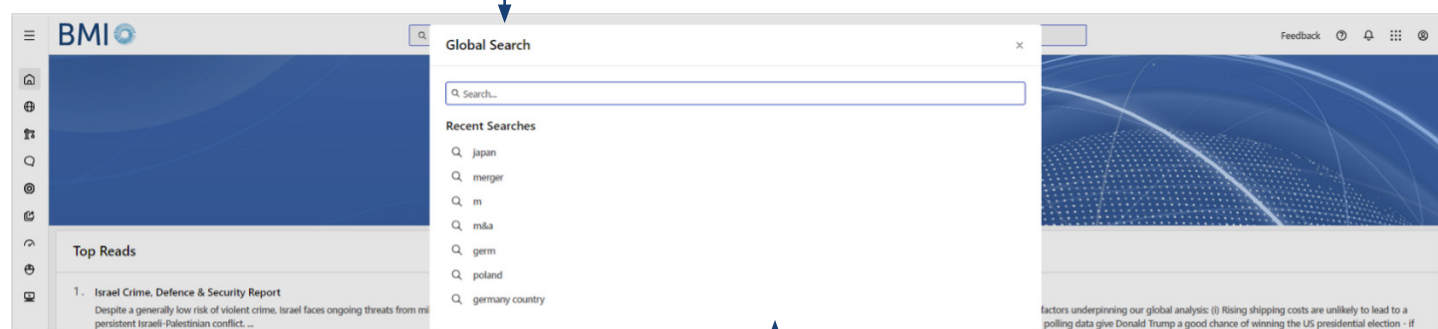 BMI
Feedback
Global Search
Search...
Recent Searches
japan
merger
m
m&a
germ
poland
germany country
Top Reads
1. Israel Crime, Defence & Security Report
Despite a generally low risk of violent crime, Israel faces ongoing threats from mi
persistent Israeli-Palestinian conflict. ...
factors underpinning our global analysis: (i) Rising shipping costs are unlikely to lead to a
polling data give Donald Trump a good chance of winning the US presidential election - if